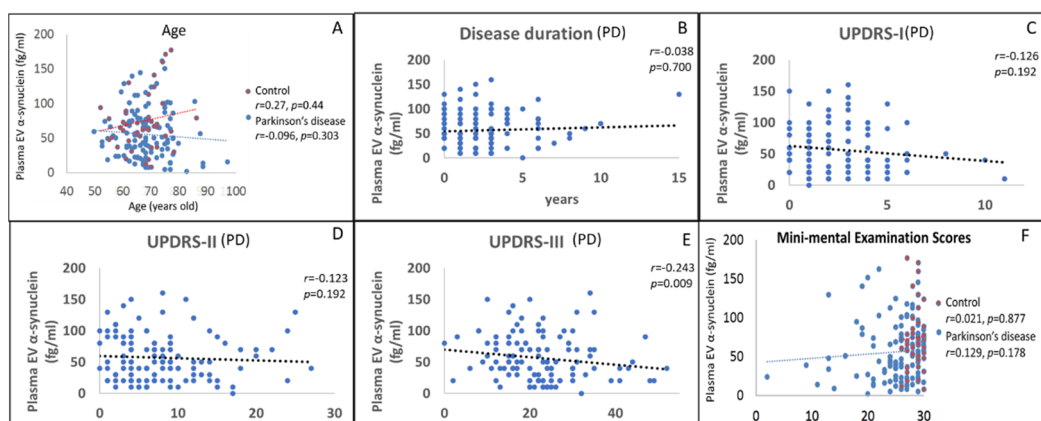 Age
A
Plasma EV α-synuclein (fg/ml)
200
150
100
50
0
40 50 60 70 80 90 100
Age (years old)
Control
r=0.27, p=0.44
Parkinson's disease
r=-0.096, p=0.303
Disease duration (PD)
B
r=-0.038
p=0.700
Plasma EV α-synuclein
(fg/ml)
200
150
100
50
0
0 5 10 15
years
UPDRS-I(PD)
C
r=-0.126
p=0.192
Plasma EV α-synuclein
(fg/ml)
200
150
100
50
0
0 5 10
UPDRS-II (PD)
D
r=-0.123
p=0.192
Plasma EV α-synuclein
(fg/ml)
200
150
100
50
0
0 10 20 30
UPDRS-III (PD)
E
r=-0.243
p=0.009
Plasma EV α-synuclein
(fg/ml)
200
150
100
50
0
0 20 40
Mini-mental Examination Scores
F
Plasma EV α-synuclein (fg/ml)
200
150
100
50
0
0 5 10 15 20 25 30
Control
r=0.021, p=0.877
Parkinson's disease
r=0.129, p=0.178